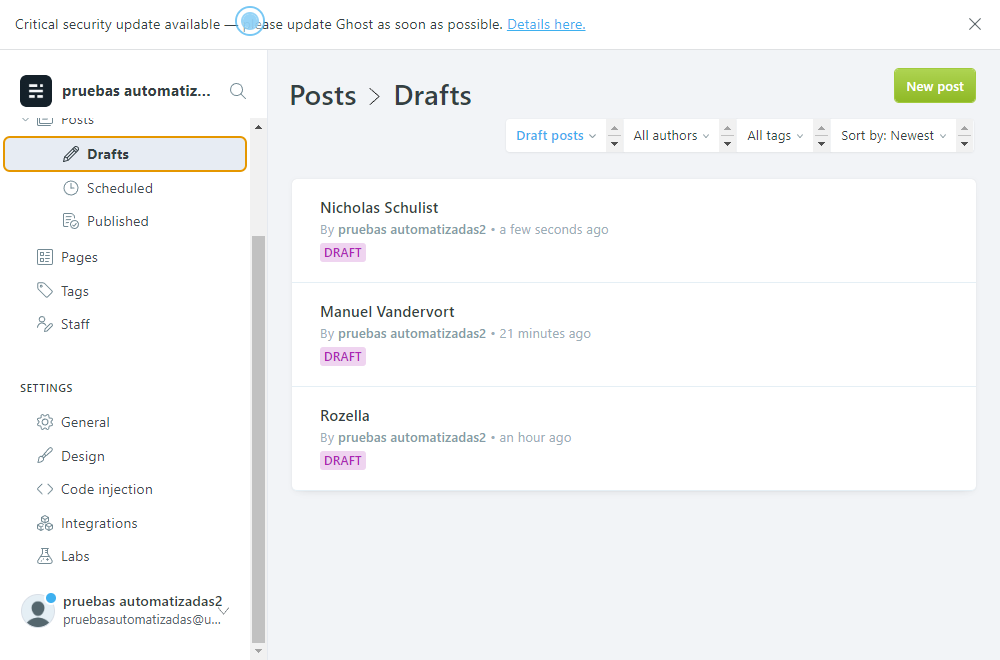 Critical security update available — please update Ghost as soon as possible. Details here.
pruebas automatiz...
Posts
Drafts
Scheduled
Published
Pages
Tags
Staff
SETTINGS
General
Design
Code injection
Integrations
Labs
pruebas automatizadas2
pruebasautomatizadas@u...
Posts > Drafts
New post
Draft posts
All authors
All tags
Sort by: Newest
Nicholas Schulist
By pruebas automatizadas2 • a few seconds ago
DRAFT
Manuel Vandervort
By pruebas automatizadas2 • 21 minutes ago
DRAFT
Rozella
By pruebas automatizadas2 • an hour ago
DRAFT